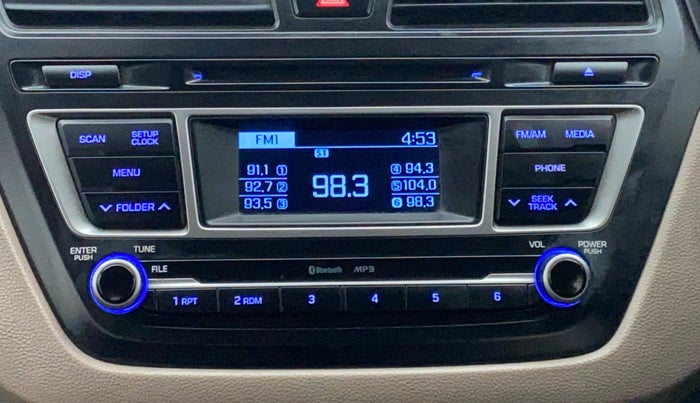 DISP
SCAN
SETUP
CLOCK
MENU
FOLDER
FM1
4:53
ST
91.1 1
92.7 2
93.5 3
98.3
4 94.3
5 104.0
6 98.3
FM/AM
MEDIA
PHONE
SEEK
TRACK
ENTER
PUSH
TUNE
FILE
Bluetooth
MP3
VOL
POWER
PUSH
1 RPT
2 RDM
3
4
5
6